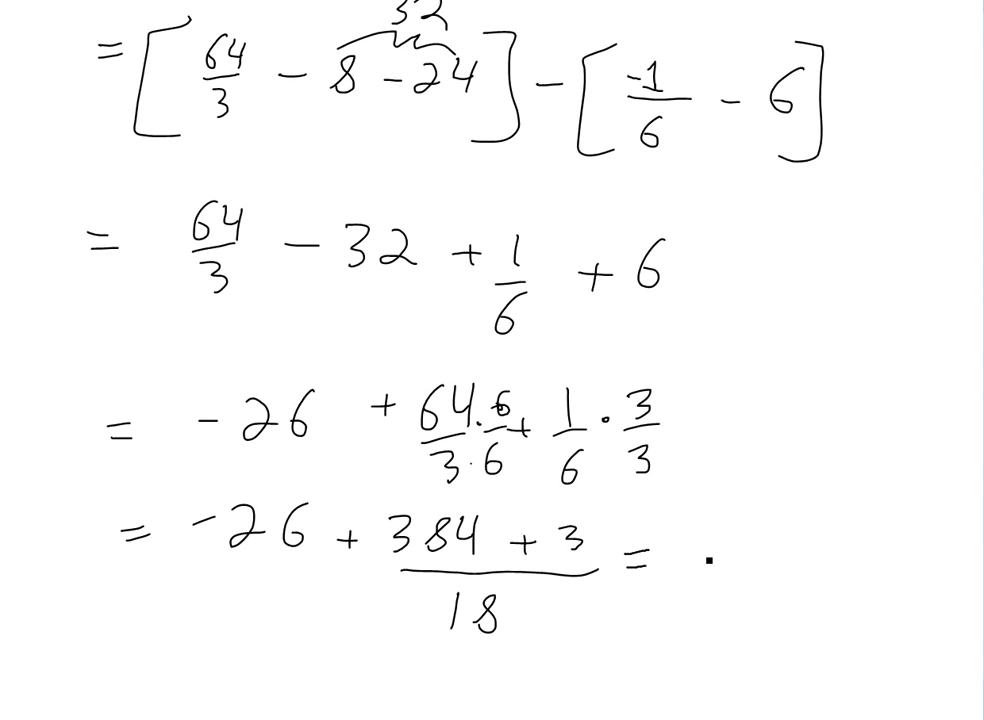 32
= [ 64/3 - 8 - 24 ] - [ -1/6 - 6 ]
= 64/3 - 32 + 1/6 + 6
= -26 + 64·6/3·6 + 1/6 · 3/3
= -26 + 384 + 3/18 = .